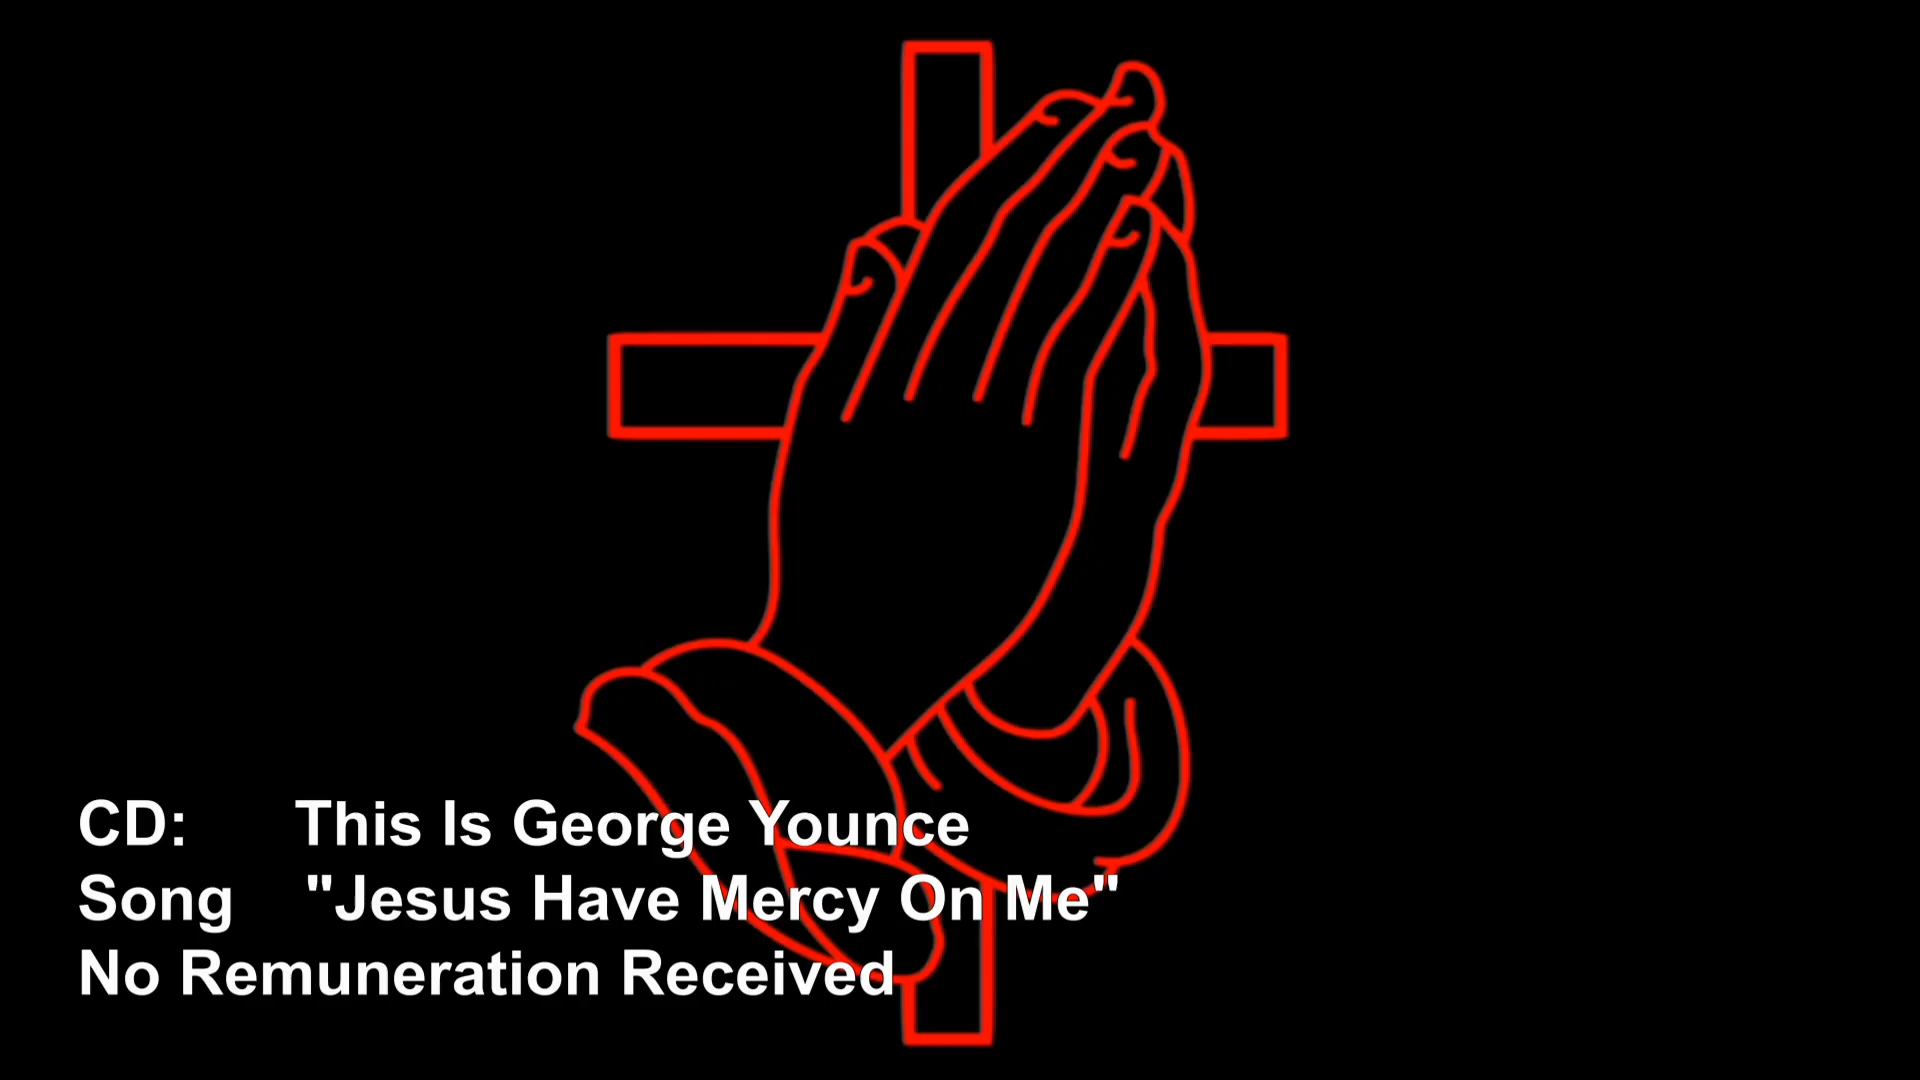 CD: This Is George Younce
Song "Jesus Have Mercy On Me"
No Remuneration Received